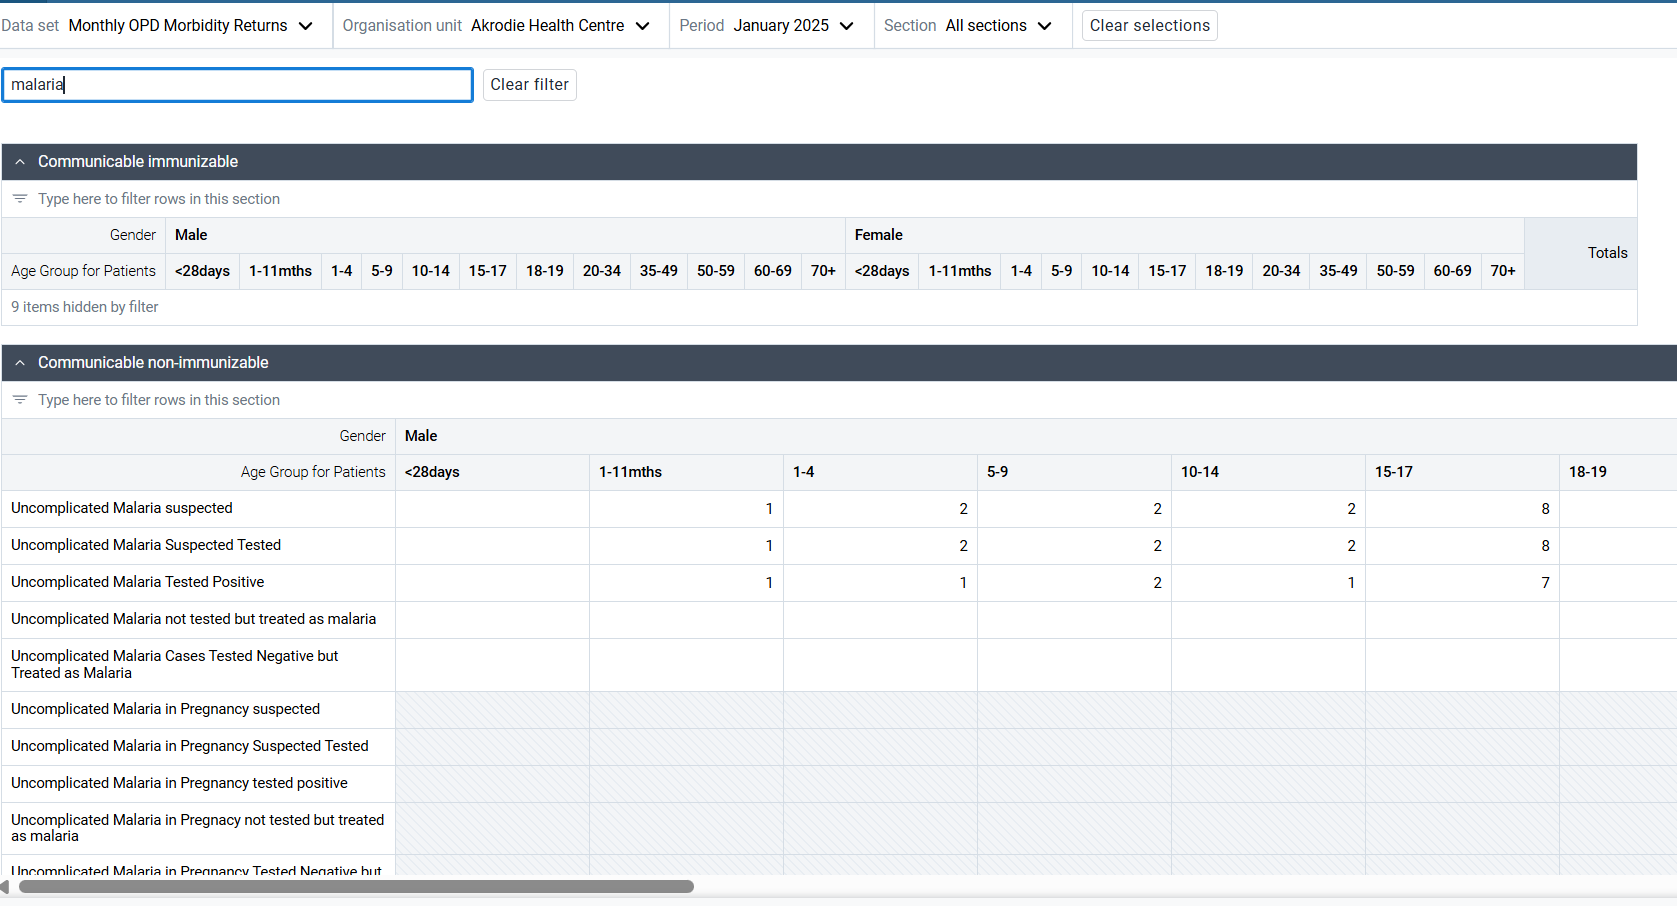 Data set Monthly OPD Morbidity Returns Organisation unit Akrodie Health Centre Period January 2025 Section All sections Clear selections
malaria Clear filter
Communicable immunizable
Type here to filter rows in this section
Gender Male Female
Totals
Age Group for Patients <28days 1-11mths 1-4 5-9 10-14 15-17 18-19 20-34 35-49 50-59 60-69 70+ <28days 1-11mths 1-4 5-9 10-14 15-17 18-19 20-34 35-49 50-59 60-69 70+
9 items hidden by filter
Communicable non-immunizable
Type here to filter rows in this section
Gender Male
Age Group for Patients <28days 1-11mths 1-4 5-9 10-14 15-17 18-19
Uncomplicated Malaria suspected 1 2 2 2 8
Uncomplicated Malaria Suspected Tested 1 2 2 2 8
Uncomplicated Malaria Tested Positive 1 1 2 1 7
Uncomplicated Malaria not tested but treated as malaria
Uncomplicated Malaria Cases Tested Negative but
Treated as Malaria
Uncomplicated Malaria in Pregnancy suspected
Uncomplicated Malaria in Pregnancy Suspected Tested
Uncomplicated Malaria in Pregnancy tested positive
Uncomplicated Malaria in Pregnacy not tested but treated
as malaria
Uncomplicated Malaria in Pregnancy Tested Negative but